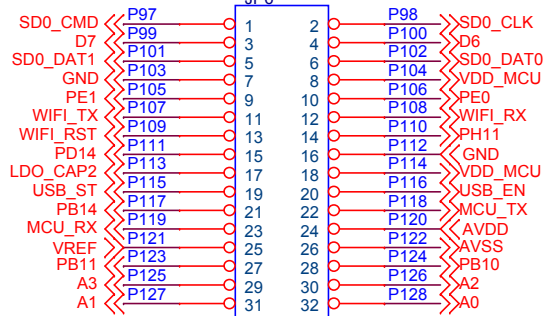 SD0_CMD P97 1 2 P98 SD0_CLK
D7 P99 3 4 P100 D6
SD0_DAT1 P101 5 6 P102 SD0_DAT0
GND P103 7 8 P104 VDD_MCU
PE1 P105 9 10 P106 PE0
WIFI_TX P107 11 12 P108 WIFI_RX
WIFI_RST P109 13 14 P110 PH11
PD14 P111 15 16 P112 GND
LDO_CAP2 P113 17 18 P114 VDD_MCU
USB_ST P115 19 20 P116 USB_EN
PB14 P117 21 22 P118 MCU_TX
MCU_RX P119 23 24 P120 AVDD
VREF P121 25 26 P122 AVSS
PB11 P123 27 28 P124 PB10
A3 P125 29 30 P126 A2
A1 P127 31 32 P128 A0